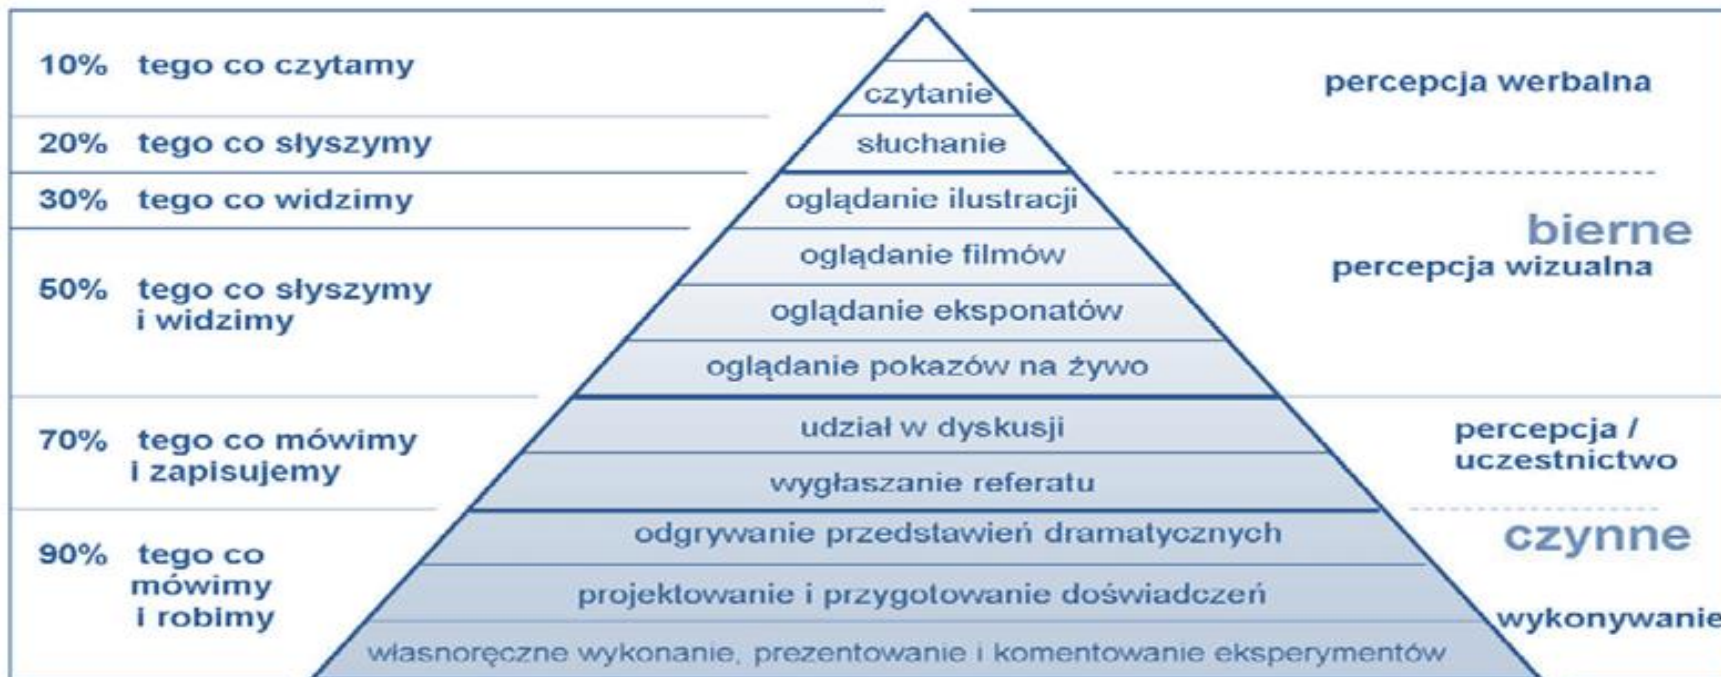 10% tego co czytamy
20% tego co słyszymy
30% tego co widzimy
50% tego co słyszymy
i widzimy
70% tego co mówimy
i zapisujemy
90% tego co
mówimy
i robimy
czytanie
słuchanie
oglądanie ilustracji
oglądanie filmów
oglądanie eksponatów
oglądanie pokazów na żywo
udział w dyskusji
wygłaszanie referatu
odgrywanie przedstawień dramatycznych
projektowanie i przygotowanie doświadczeń
własnoręczne wykonanie, prezentowanie i komentowanie eksperymentów
percepcja werbalna
bierne
percepcja wizualna
percepcja /
uczestnictwo
czynne
wykonywanie